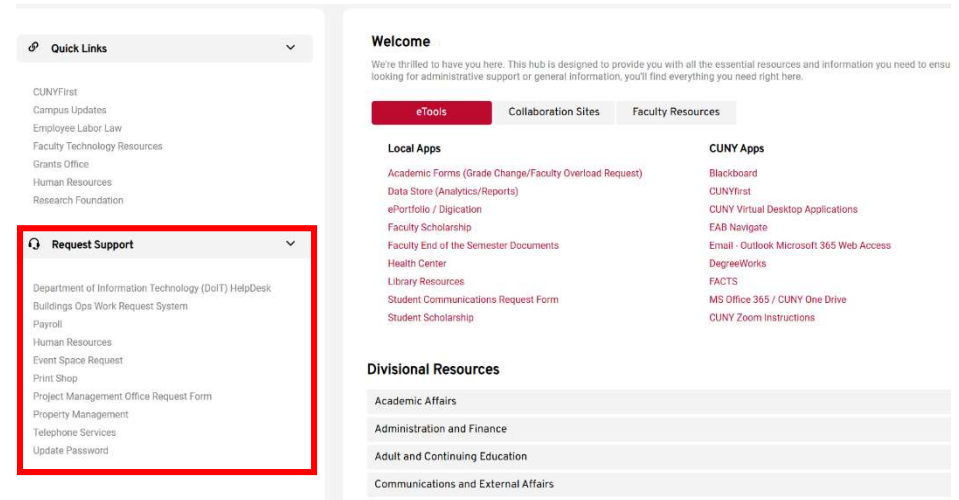 Quick Links
CUNYFirst
Campus Updates
Employee Labor Law
Faculty Technology Resources
Grants Office
Human Resources
Research Foundation
Request Support
Department of Information Technology (DoIT) HelpDesk
Buildings Ops Work Request System
Payroll
Human Resources
Event Space Request
Print Shop
Project Management Office Request Form
Property Management
Telephone Services
Update Password
Welcome
We're thrilled to have you here. This hub is designed to provide you with all the essential resources and information you need to ensu
looking for administrative support or general information, you'll find everything you need right here.
eTools Collaboration Sites Faculty Resources
Local Apps
Academic Forms (Grade Change/Faculty Overload Request)
Data Store (Analytics/Reports)
ePortfolio / Digication
Faculty Scholarship
Faculty End of the Semester Documents
Health Center
Library Resources
Student Communications Request Form
Student Scholarship
CUNY Apps
Blackboard
CUNYfirst
CUNY Virtual Desktop Applications
EAB Navigate
Email - Outlook Microsoft 365 Web Access
DegreeWorks
FACTS
MS Office 365 / CUNY One Drive
CUNY Zoom Instructions
Divisional Resources
Academic Affairs
Administration and Finance
Adult and Continuing Education
Communications and External Affairs